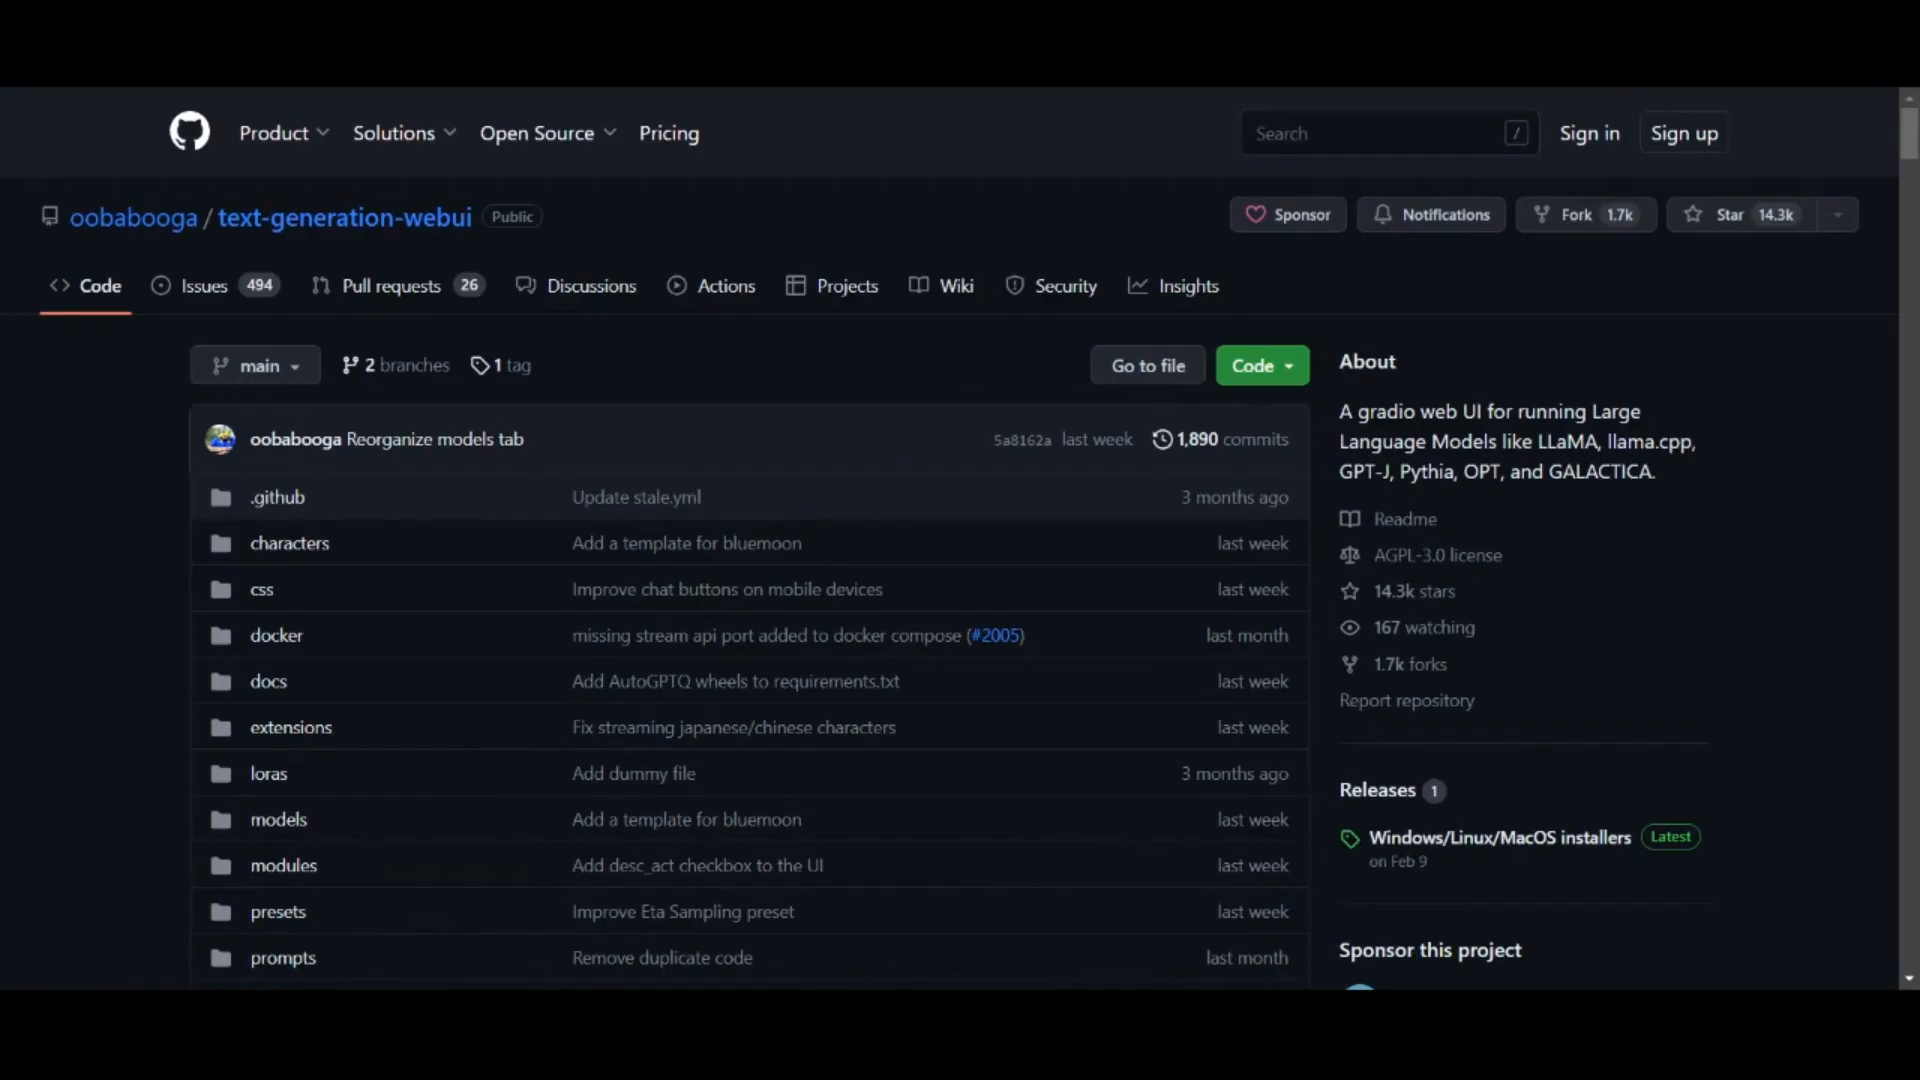 Product Solutions Open Source Pricing Search / Sign in Sign up
oobabooga / text-generation-webui Public Sponsor Notifications Fork 1.7k Star 14.3k
Code Issues 494 Pull requests 26 Discussions Actions Projects Wiki Security Insights
main 2 branches 1 tag Go to file Code
oobabooga Reorganize models tab 5a8162a last week 1,890 commits
.github Update stale.yml 3 months ago
characters Add a template for bluemoon last week
css Improve chat buttons on mobile devices last week
docker missing stream api port added to docker compose (#2005) last month
docs Add AutoGPTQ wheels to requirements.txt last week
extensions Fix streaming japanese/chinese characters last week
loras Add dummy file 3 months ago
models Add a template for bluemoon last week
modules Add desc_act checkbox to the UI last week
presets Improve Eta Sampling preset last week
prompts Remove duplicate code last month
About
A gradio web UI for running Large
Language Models like LLaMA, llama.cpp,
GPT-J, Pythia, OPT, and GALACTICA.
Readme
AGPL-3.0 license
14.3k stars
167 watching
1.7k forks
Report repository
Releases 1
Windows/Linux/MacOS installers Latest
on Feb 9
Sponsor this project